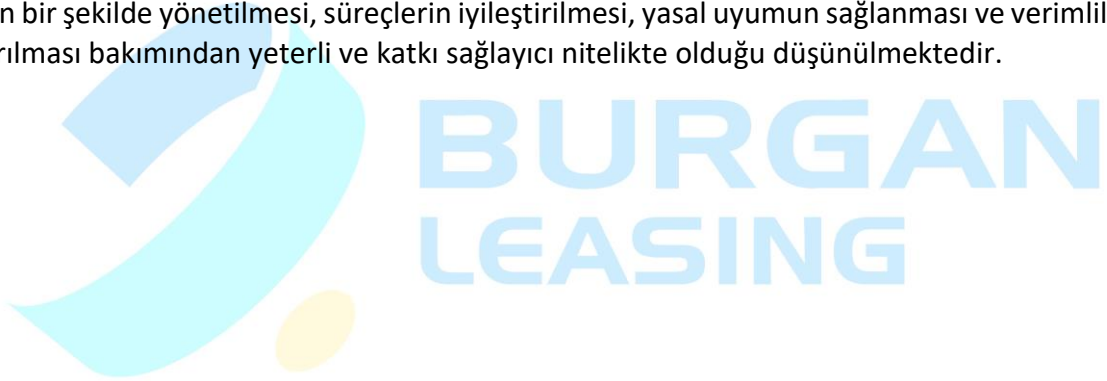 n bir şekilde yönetilmesi, süreçlerin iyileştirilmesi, yasal uyumun sağlanması ve verimlil
rılması bakımından yeterli ve katkı sağlayıcı nitelikte olduğu düşünülmektedir.
BURGAN
LEASING